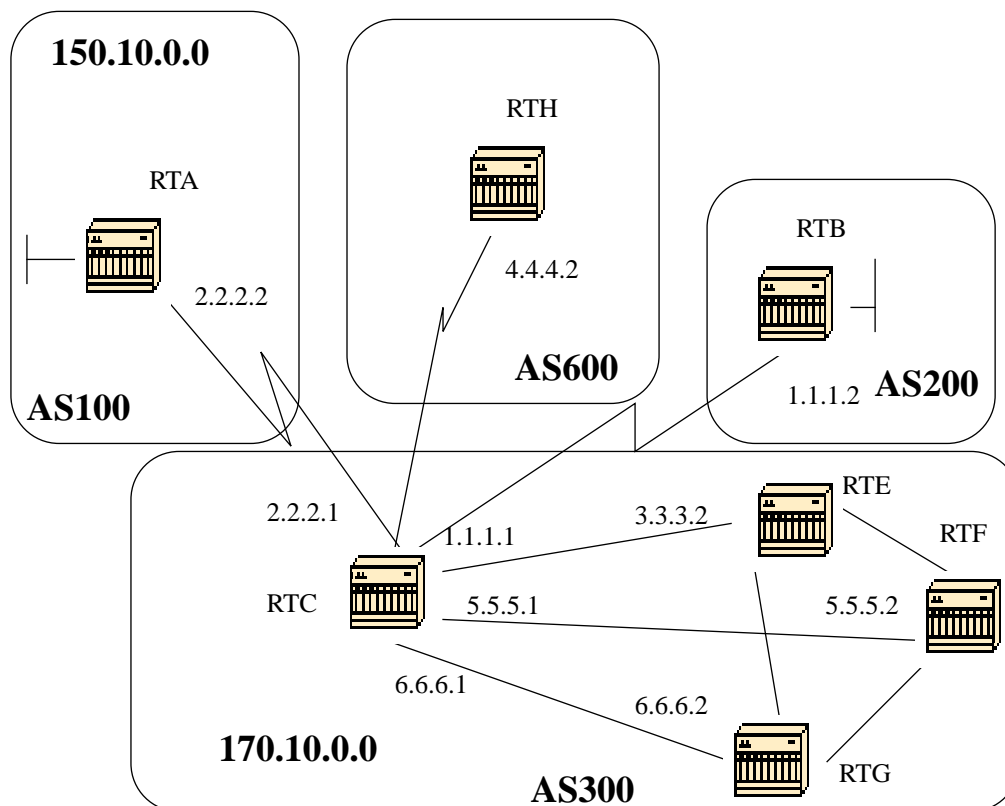 150.10.0.0
RTH
RTA
RTB
4.4.4.2
2.2.2.2
AS600
AS200
AS100
1.1.1.2
RTE
2.2.2.1
3.3.3.2
RTF
1.1.1.1
RTC
5.5.5.1
5.5.5.2
6.6.6.1
6.6.6.2
170.10.0.0
RTG
AS300